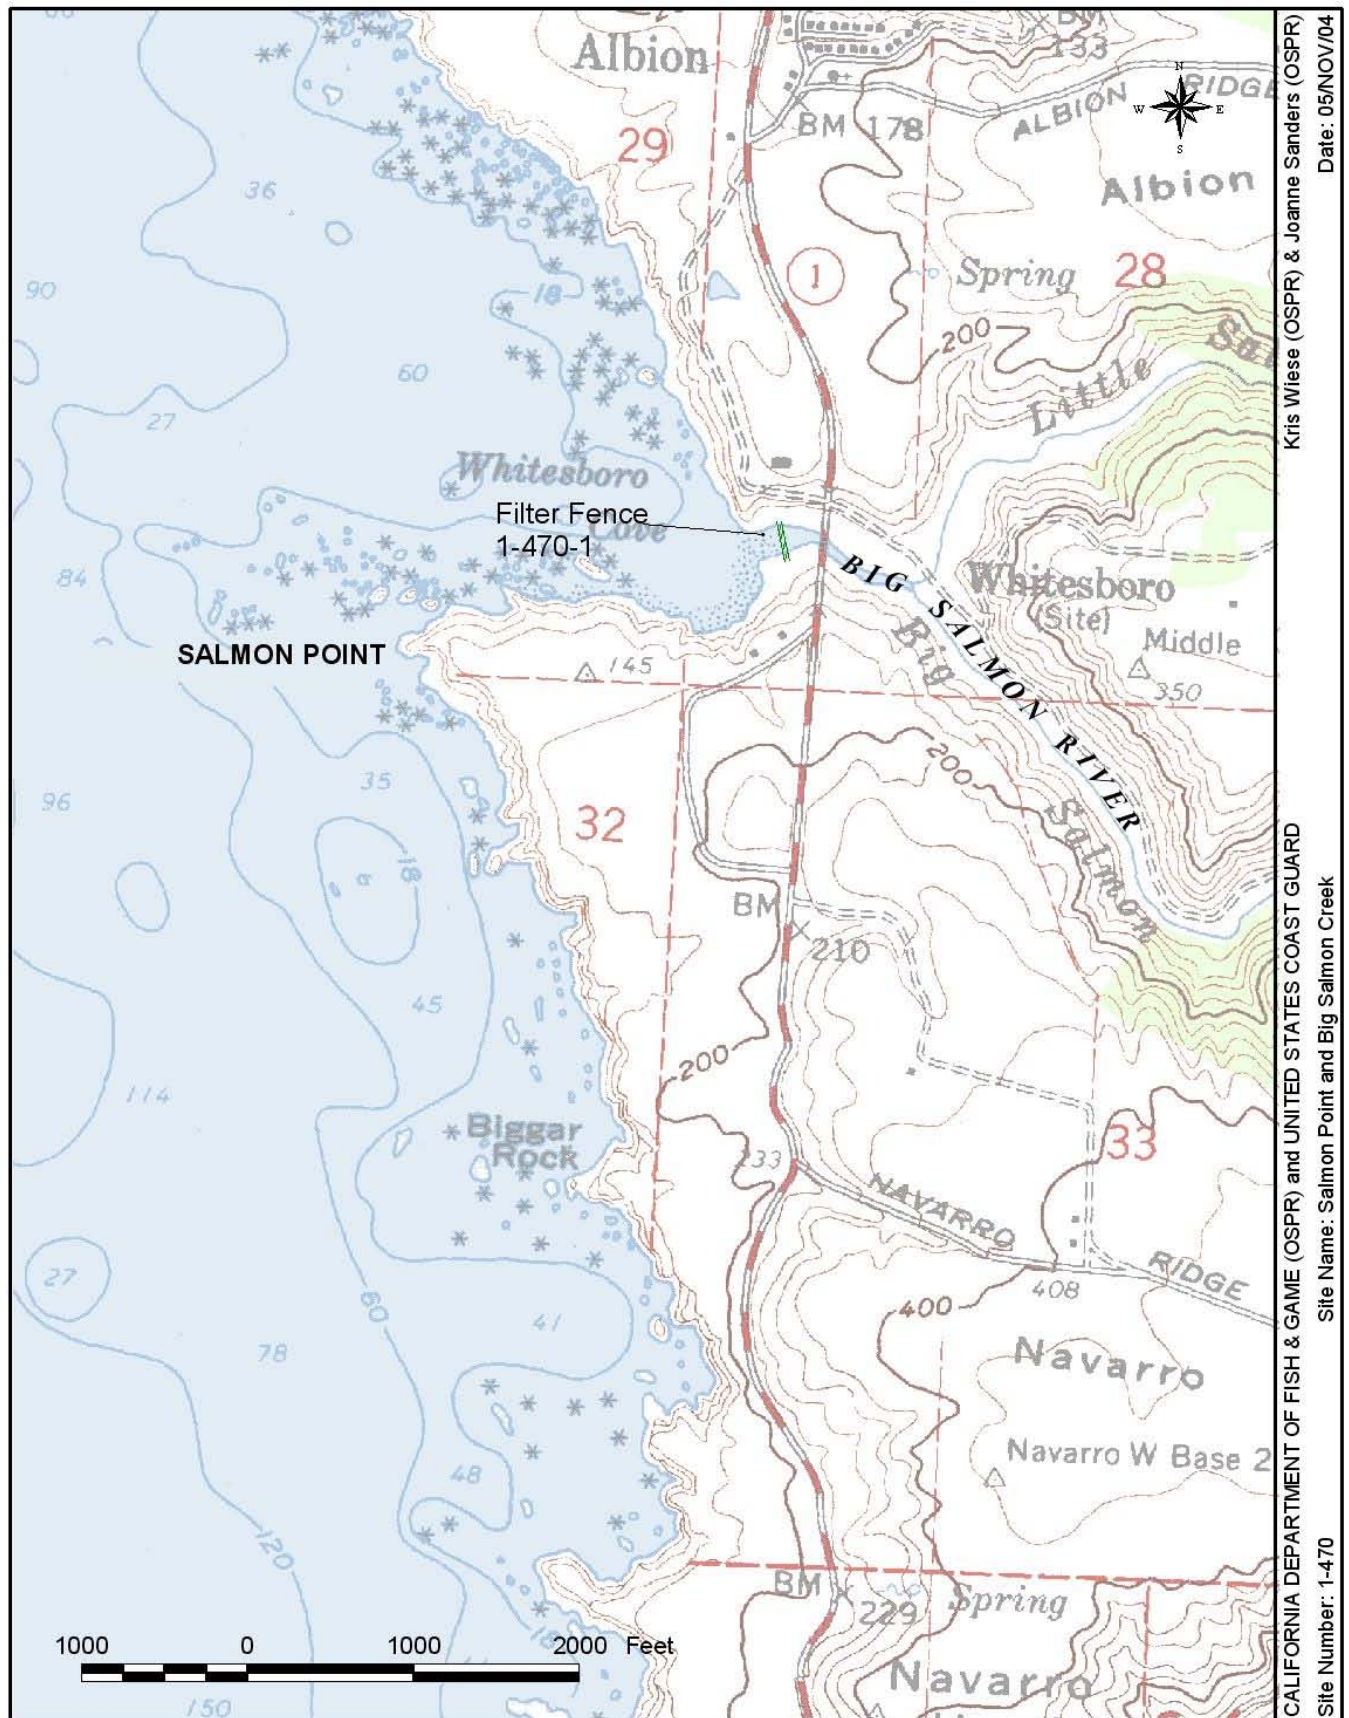 Albion
BM
133
ALBION RIDGE
N
W E
S
29
BM 178
Albion
36
1
Spring
28
90
18
200
60
Little
27
Whitesboro
Cove
Filter Fence
1-470-1
84
BIG SALMON RIVER
Whitesboro
(Site)
Middle
350
Big
Salmon
SALMON POINT
145
200
35
96
32
18
BM
210
45
200
114
Biggar
Rock
233
33
NAVARRO RIDGE
27
60
408
400
41
78
Navarro
Navarro W Base 2
48
120
BM
229
Spring
18
Navarro
150
1000 0 1000 2000 Feet
CALIFORNIA DEPARTMENT OF FISH & GAME (OSPR) and UNITED STATES COAST GUARD
Kris Wiese (OSPR) & Joanne Sanders (OSPR)
Site Number: 1-470
Site Name: Salmon Point and Big Salmon Creek
Date: 05/NOV/04